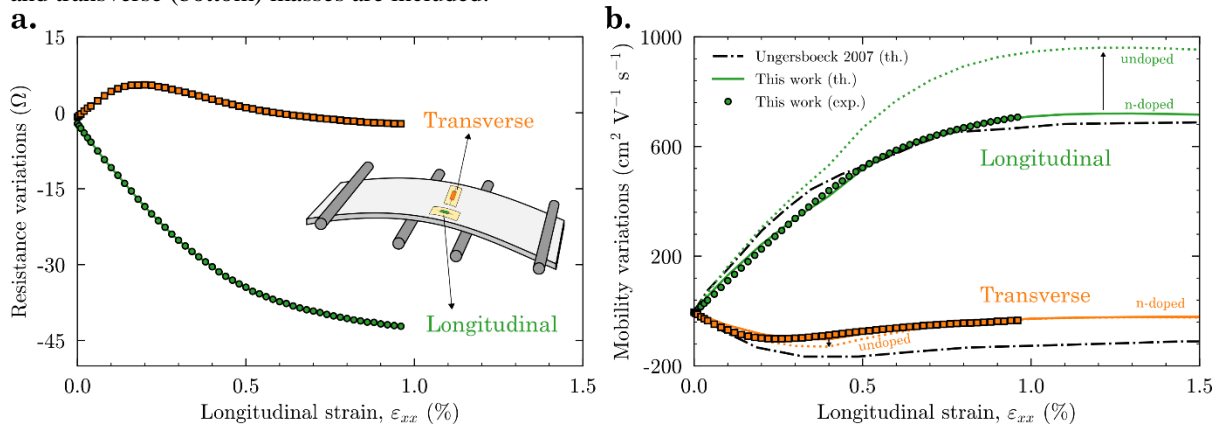 and transverse (bottom) masses are included.
a.
15
0
-15
-30
-45
Resistance variations (Ω)
Transverse
Longitudinal
0.0 0.5 1.0 1.5
Longitudinal strain, εxx (%)
b.
1000
600
200
-200
Mobility variations (cm² V⁻¹ s⁻¹)
Ungersboeck 2007 (th.)
This work (th.)
This work (exp.)
undoped
n-doped
Longitudinal
Transverse
n-doped
undoped
0.0 0.5 1.0 1.5
Longitudinal strain, εxx (%)